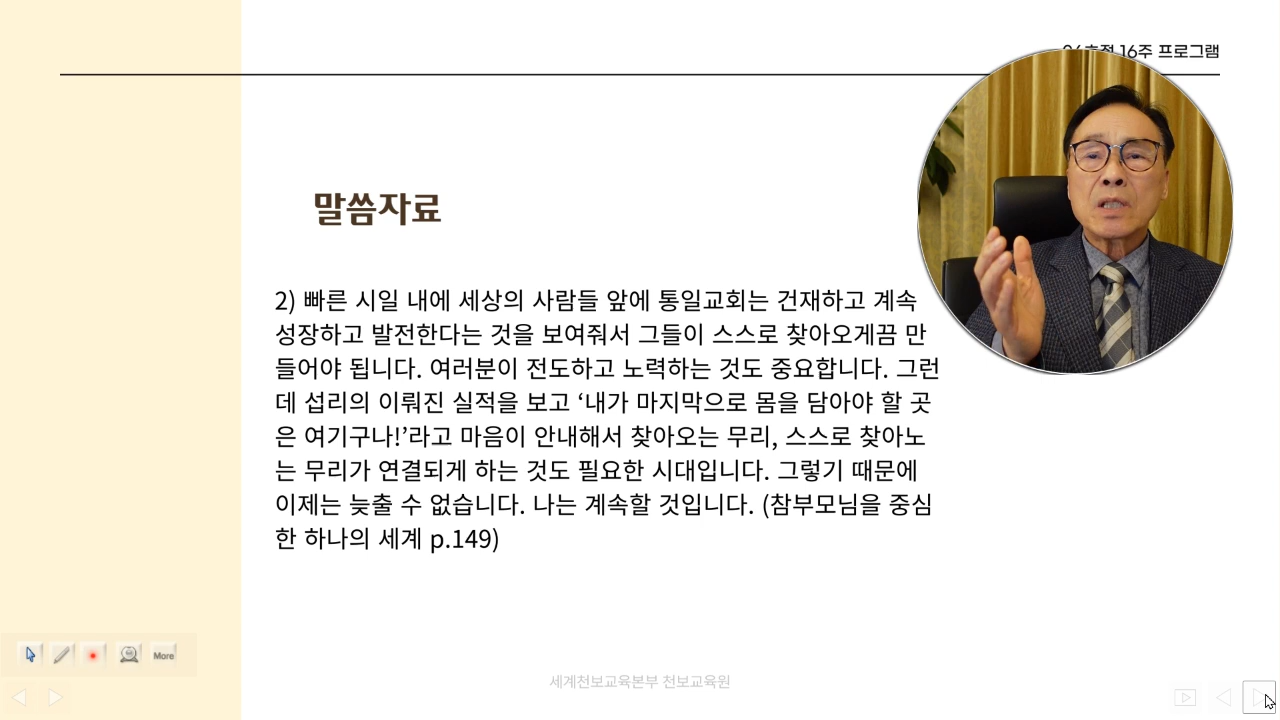 16주 프로그램
말씀자료
2) 빠른 시일 내에 세상의 사람들 앞에 통일교회는 건재하고 계속
성장하고 발전한다는 것을 보여줘서 그들이 스스로 찾아오게끔 만
들어야 됩니다. 여러분이 전도하고 노력하는 것도 중요합니다. 그런
데 섭리의 이뤄진 실적을 보고 ‘내가 마지막으로 몸을 담아야 할 곳
은 여기구나!’라고 마음이 안내해서 찾아오는 무리, 스스로 찾아노
는 무리가 연결되게 하는 것도 필요한 시대입니다. 그렇기 때문에
이제는 늦출 수 없습니다. 나는 계속할 것입니다. (참부모님을 중심
한 하나의 세계 p.149)
More
세계천보교육본부 천보교육원